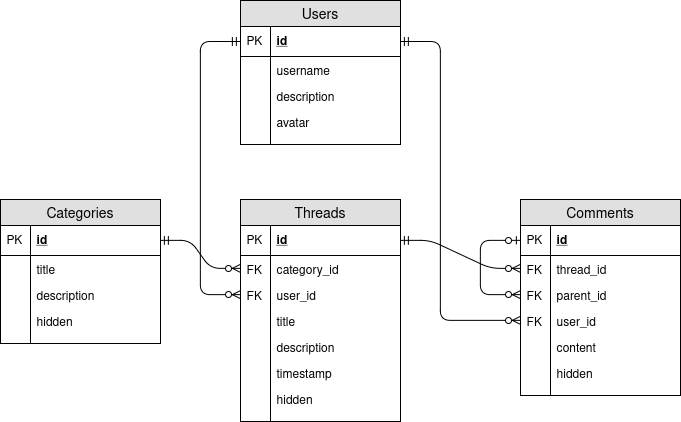 Users
PK id
username
description
avatar
Categories
PK id
title
description
hidden
Threads
PK id
FK category_id
FK user_id
title
description
timestamp
hidden
Comments
PK id
FK thread_id
FK parent_id
FK user_id
content
hidden